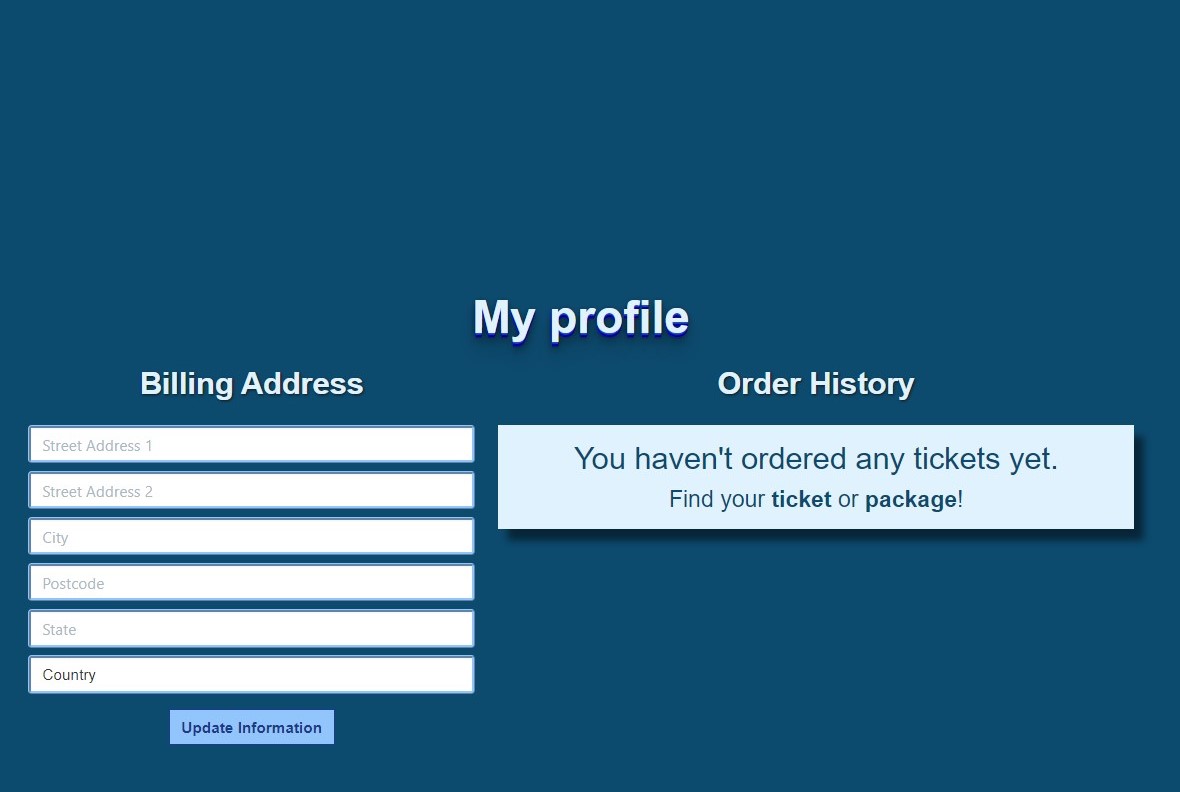 My profile
Billing Address
Street Address 1
Street Address 2
City
Postcode
State
Country
Update Information
Order History
You haven't ordered any tickets yet.
Find your ticket or package!